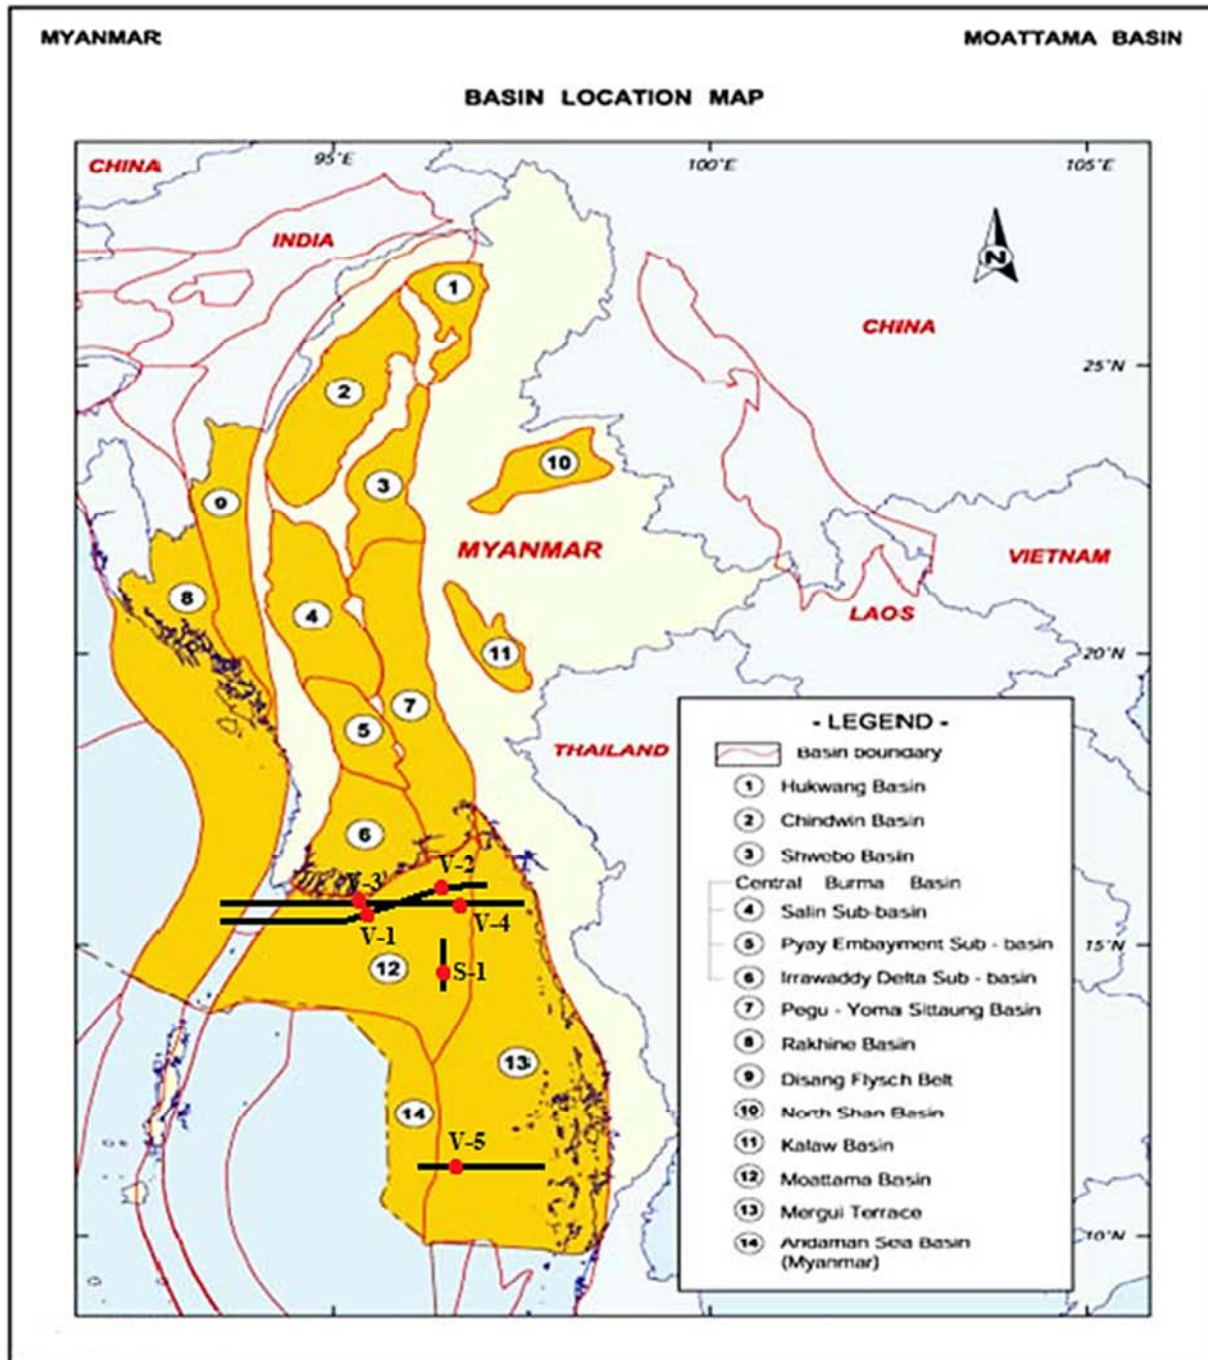 MYANMAR MOATTAMA BASIN
BASIN LOCATION MAP
95°E 100°E 105°E
CHINA
INDIA
1
CHINA
25°N
2
10
3
9
MYANMAR
VIETNAM
8
4
LAOS
11
20°N
7
5
THAILAND
6
V-2
V-3
V-1
V-4
15°N
12
S-1
13
14
V-5
10°N
- LEGEND -
Basin boundary
1 Hukwang Basin
2 Chindwin Basin
3 Shwebo Basin
Central Burma Basin
4 Salin Sub-basin
5 Pyay Embayment Sub - basin
6 Irrawaddy Delta Sub - basin
7 Pegu - Yoma Sittaung Basin
8 Rakhine Basin
9 Disang Flysch Belt
10 North Shan Basin
11 Kalaw Basin
12 Moattama Basin
13 Mergui Terrace
14 Andaman Sea Basin
(Myanmar)
N